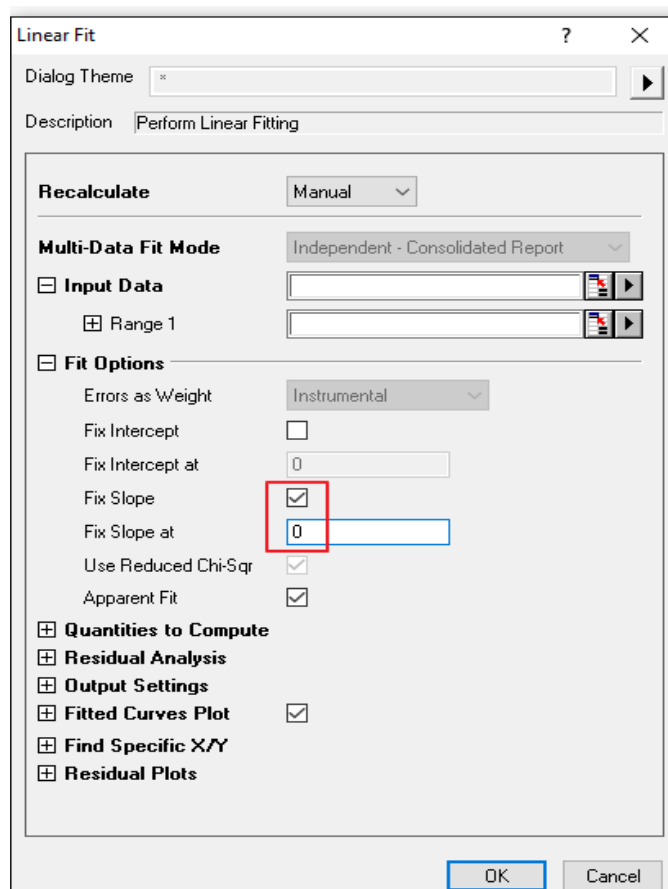 Linear Fit ?
Dialog Theme *
Description Perform Linear Fitting
Recalculate Manual
Multi-Data Fit Mode Independent - Consolidated Report
Input Data
Range 1
Fit Options
Errors as Weight Instrumental
Fix Intercept
Fix Intercept at 0
Fix Slope
Fix Slope at 0
Use Reduced Chi-Sqr
Apparent Fit
Quantities to Compute
Residual Analysis
Output Settings
Fitted Curves Plot
Find Specific X/Y
Residual Plots
OK Cancel